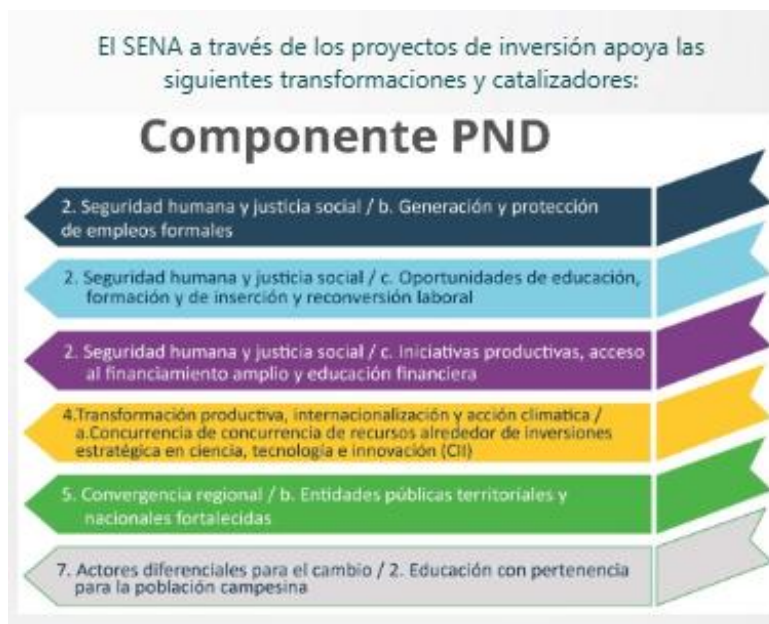 El SENA a través de los proyectos de inversión apoya las
siguientes transformaciones y catalizadores:
Componente PND
2. Seguridad humana y justicia social / b. Generación y protección
de empleos formales
2. Seguridad humana y justicia social / c. Oportunidades de educación,
formación y de inserción y reconversión laboral
2. Seguridad humana y justicia social / c. Iniciativas productivas, acceso
al financiamiento amplio y educación financiera
4.Transformación productiva, internacionalización y acción climatica /
a.Concurrencia de concurrencia de recursos alrededor de inversiones
estratégica en ciencia, tecnología e innovación (CII)
5. Convergencia regional / b. Entidades públicas territoriales y
nacionales fortalecidas
7. Actores diferenciales para el cambio / 2. Educación con pertenencia
para la población campesina